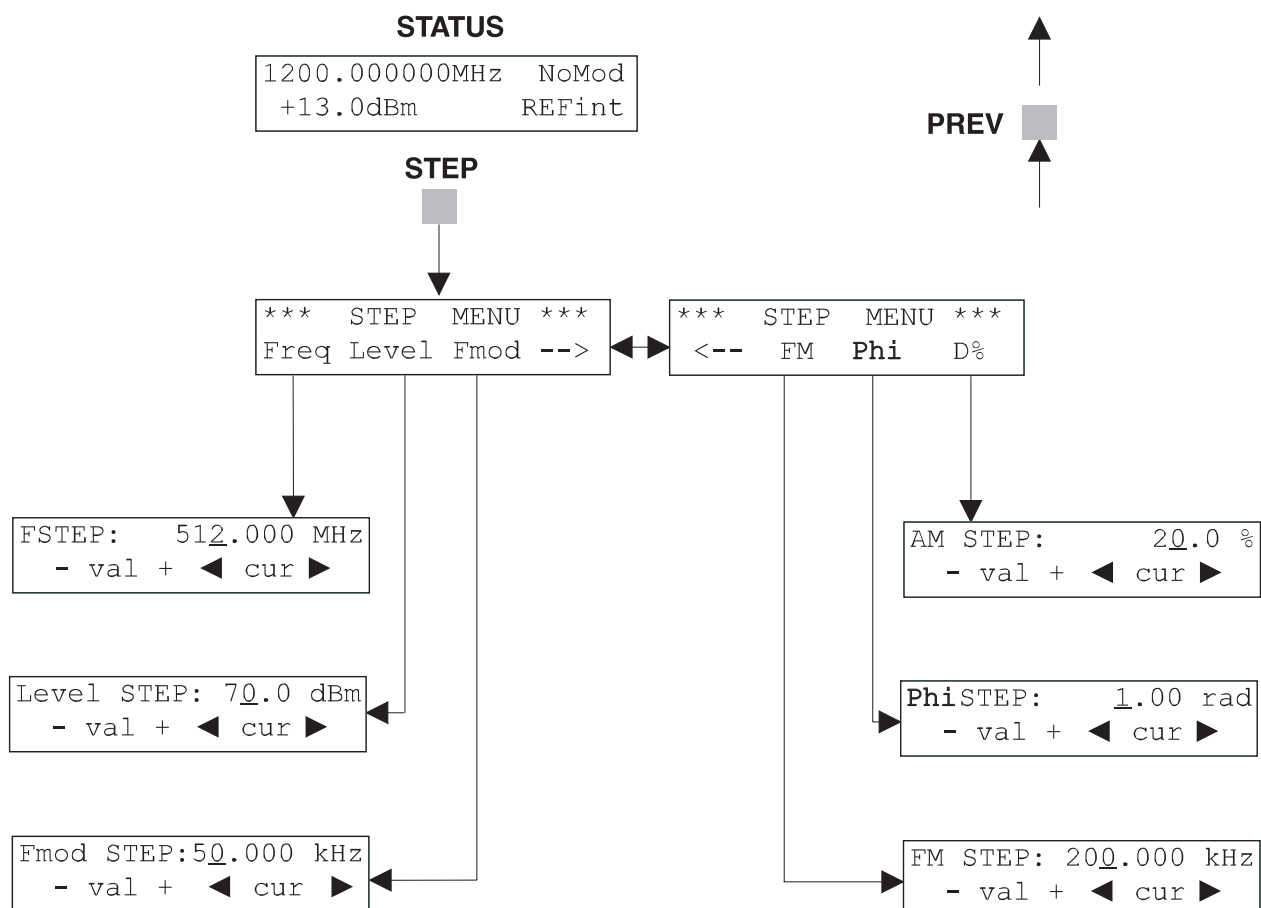 STATUS
1200.000000MHz NoMod
+13.0dBm REFint
PREV
STEP
*** STEP MENU ***
Freq Level Fmod -->
*** STEP MENU ***
<-- FM Phi D%
FSTEP: 512.000 MHz
- val + ◀ cur ▶
AM STEP: 20.0 %
- val + ◀ cur ▶
Level STEP: 70.0 dBm
- val + ◀ cur ▶
PhiSTEP: 1.00 rad
- val + ◀ cur ▶
Fmod STEP:50.000 kHz
- val + ◀ cur ▶
FM STEP: 200.000 kHz
- val + ◀ cur ▶